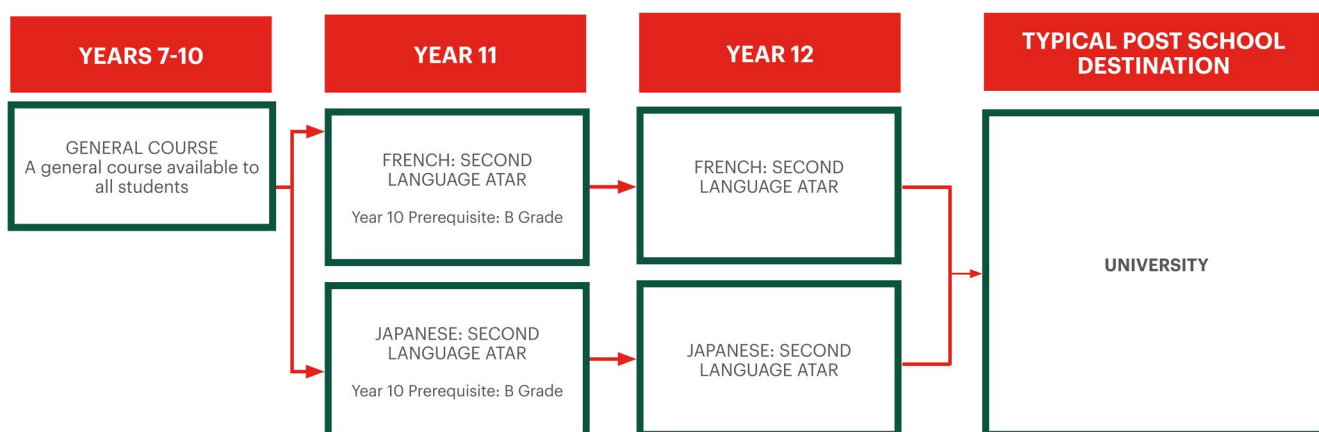 YEARS 7-10
GENERAL COURSE
A general course available to
all students
YEAR 11
FRENCH: SECOND
LANGUAGE ATAR
Year 10 Prerequisite: B Grade
JAPANESE: SECOND
LANGUAGE ATAR
Year 10 Prerequisite: B Grade
YEAR 12
FRENCH: SECOND
LANGUAGE ATAR
JAPANESE: SECOND
LANGUAGE ATAR
TYPICAL POST SCHOOL
DESTINATION
UNIVERSITY